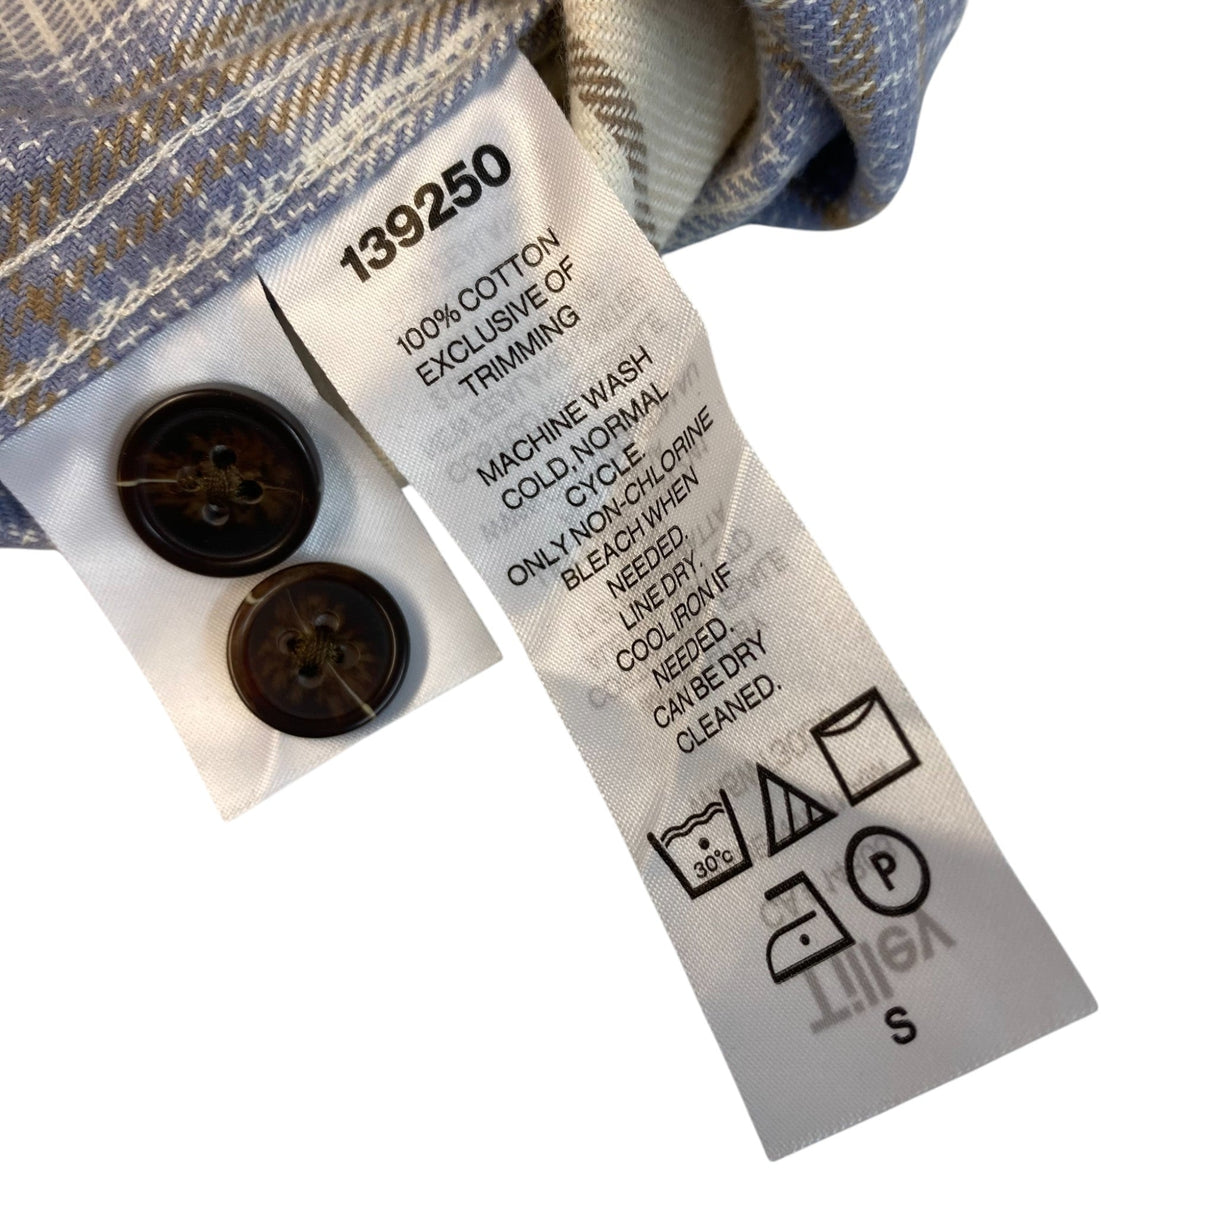 139250
100% COTTON
EXCLUSIVE OF
TRIMMING
MACHINE WASH
COLD, NORMAL
CYCLE.
ONLY NON-CHLORINE
BLEACH WHEN
NEEDED.
LINE DRY.
COOL IRON IF
NEEDED.
CAN BE DRY
CLEANED.
30°C
P
Tilley
S